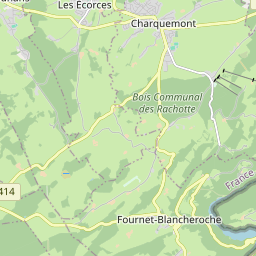 Les Écorces
Charquemont
Bois Communal
des Rachotte
France
414
Fournet-Blancheroche